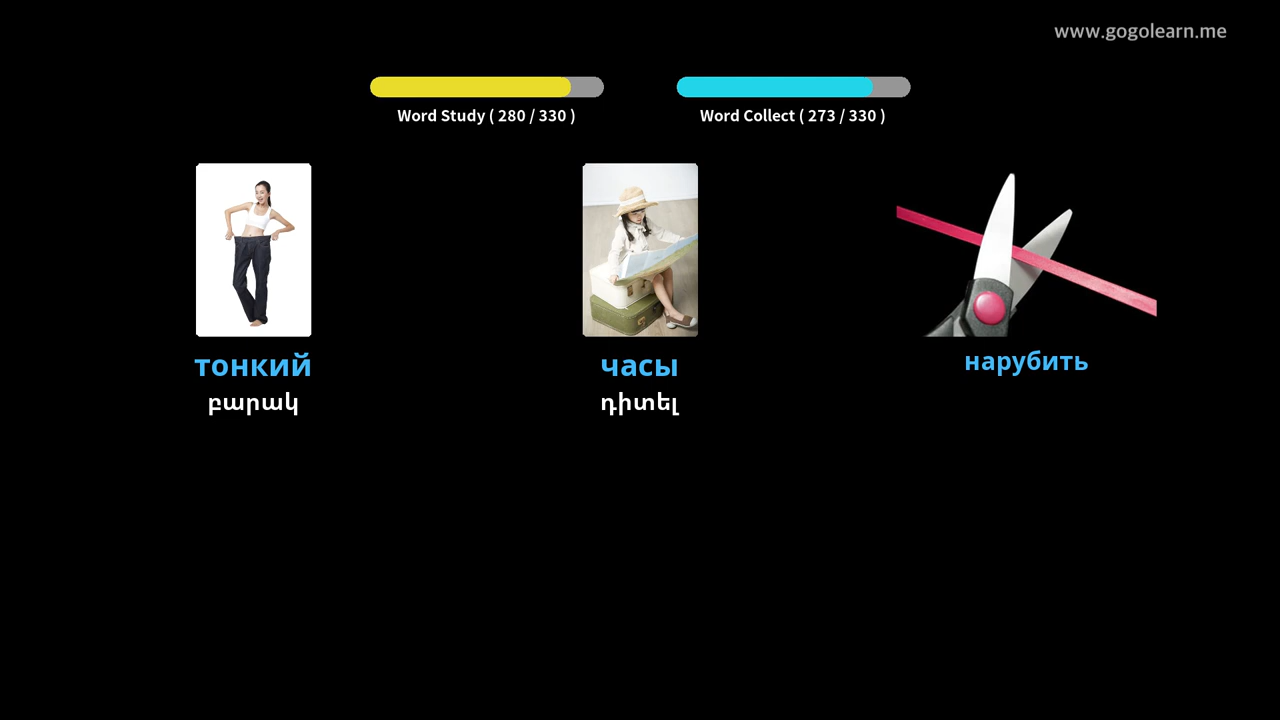 www.gogolearn.me
Word Study ( 280 / 330 )
Word Collect ( 273 / 330 )
тонкий
բարակ
часы
դիտել
нарубить